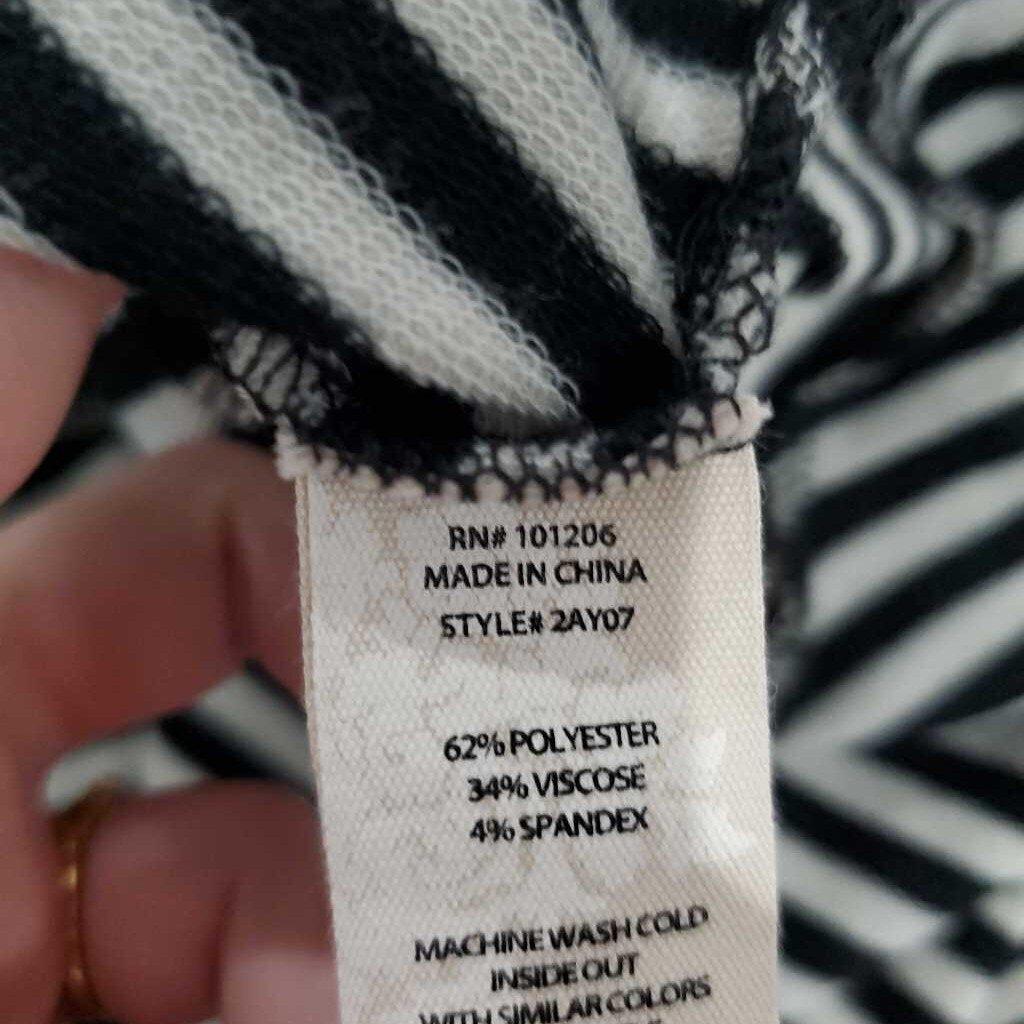 RN# 101206
MADE IN CHINA
STYLE# 2AY07
62% POLYESTER
34% VISCOSE
4% SPANDEX
MACHINE WASH COLD
INSIDE OUT
WITH SIMILAR COLORS